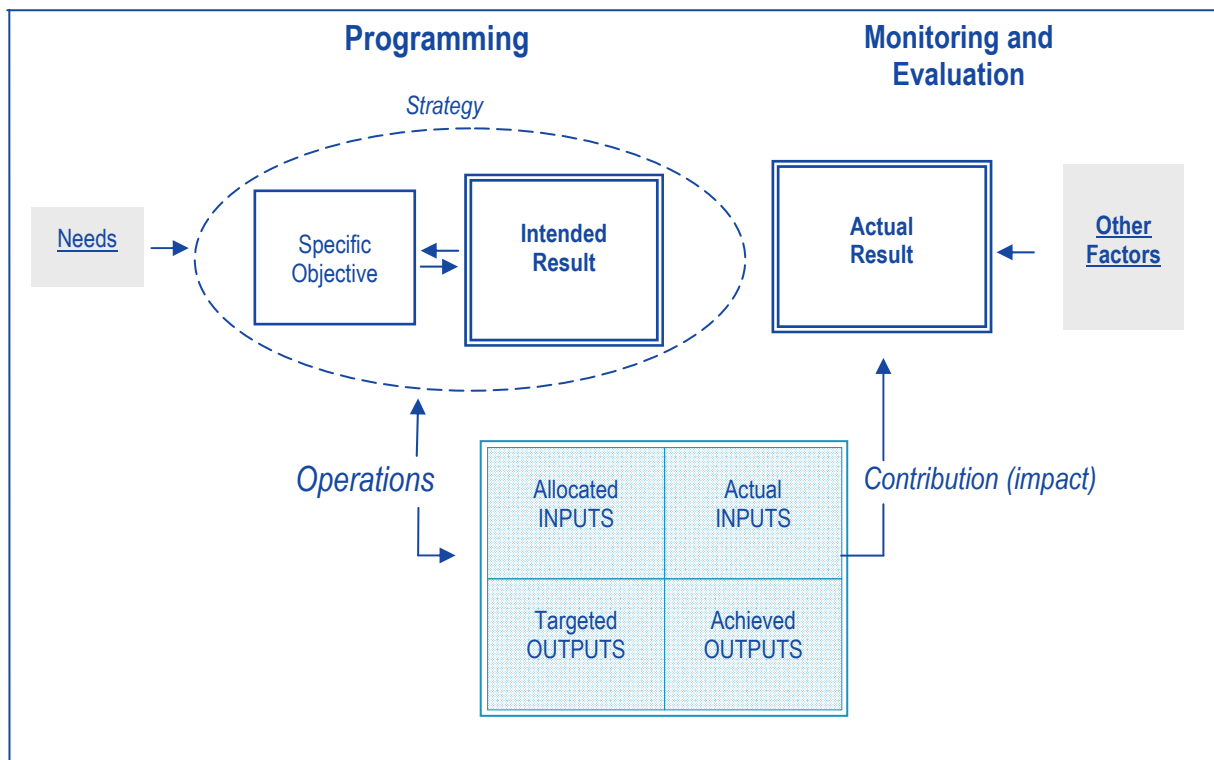 Programming
Monitoring and
Evaluation
Strategy
Needs
Specific
Objective
Intended
Result
Actual
Result
Other
Factors
Operations
Allocated
INPUTS
Actual
INPUTS
Contribution (impact)
Targeted
OUTPUTS
Achieved
OUTPUTS